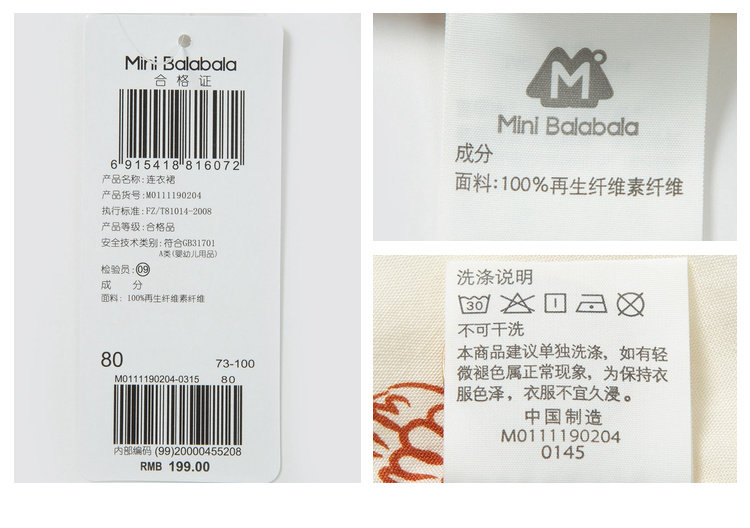 Mini Balabala
合格证
6 915418 816072
产品名称:连衣裙
产品货号:M0111190204
执行标准:FZ/T81014-2008
产品等级:合格品
安全技术类别:符合GB31701
A类(婴幼儿用品)
检验员:09
成 分
面料: 100%再生纤维素纤维
80 73-100
M0111190204-0315 80
内部编码 (99)20000455208
RMB 199.00
M
Mini Balabala
成分
面料:100%再生纤维素纤维
洗涤说明
30
不可干洗
本商品建议单独洗涤，如有轻
微褪色属正常现象，为保持衣
服色泽，衣服不宜久漫。
中国制造
M0111190204
0145